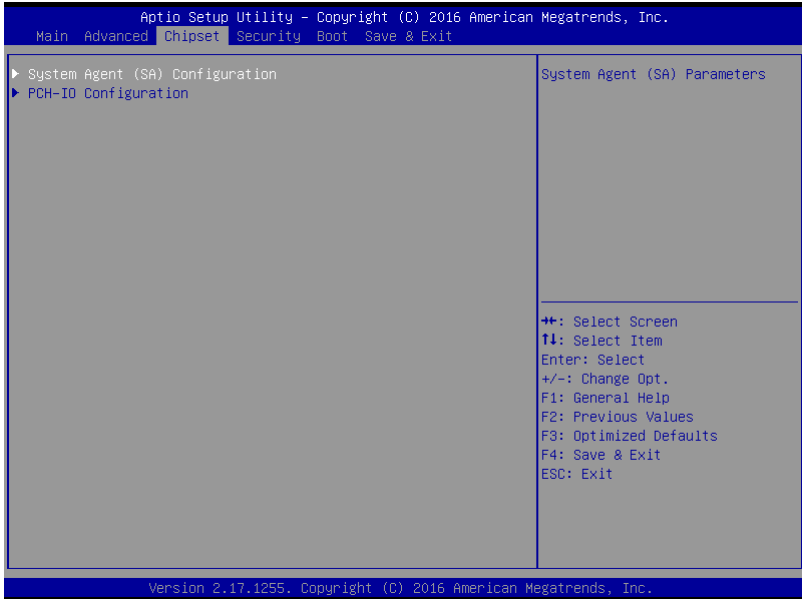 Aptio Setup Utility – Copyright (C) 2016 American Megatrends, Inc.
Main Advanced Chipset Security Boot Save & Exit
▶ System Agent (SA) Configuration
▶ PCH-IO Configuration
System Agent (SA) Parameters
→←: Select Screen
↑↓: Select Item
Enter: Select
+/-: Change Opt.
F1: General Help
F2: Previous Values
F3: Optimized Defaults
F4: Save & Exit
ESC: Exit
Version 2.17.1255. Copyright (C) 2016 American Megatrends, Inc.